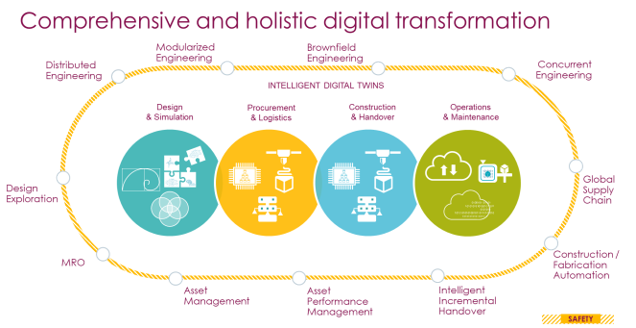 Comprehensive and holistic digital transformation
Modularized
Engineering
Brownfield
Engineering
Distributed
Engineering
Concurrent
Engineering
INTELLIGENT DIGITAL TWINS
Design
& Simulation
Procurement
& Logistics
Construction
& Handover
Operations
& Maintenance
Design
Exploration
Global
Supply
Chain
MRO
Construction /
Fabrication
Automation
Asset
Management
Asset
Performance
Management
Intelligent
Incremental
Handover
SAFETY